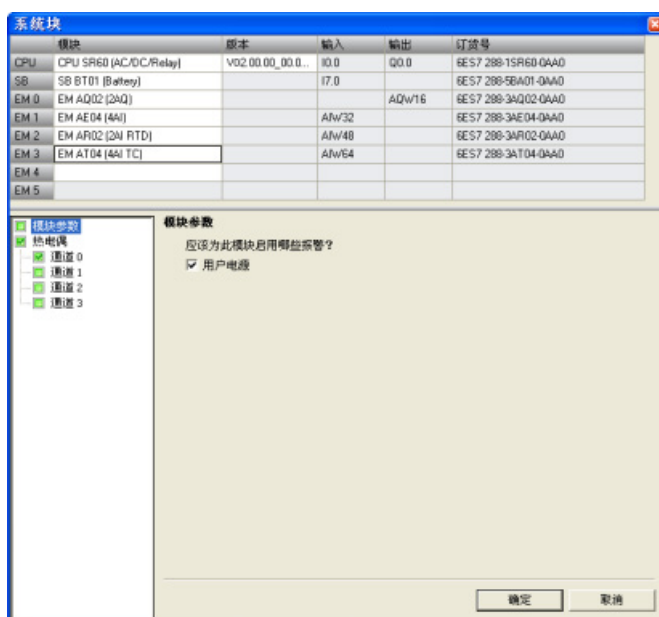 系统块
模块 版本 输入 输出 订货号
CPU CPU SR60 (AC/DC/Relay) V02.00.00_00.0... I0.0 Q0.0 6ES7 288-1SR60-0AA0
SB SB BT01 (Battery) I7.0 6ES7 288-5BA01-0AA0
EM 0 EM AQ02 (2AQ) AQW16 6ES7 288-3AQ02-0AA0
EM 1 EM AE04 (4AI) AIW32 6ES7 288-3AE04-0AA0
EM 2 EM AR02 (2AI RTD) AIW48 6ES7 288-3AR02-0AA0
EM 3 EM AT04 (4AI TC) AIW64 6ES7 288-3AT04-0AA0
EM 4
EM 5
模块参数
热电偶
通道 0
通道 1
通道 2
通道 3
模块参数
应该为此模块启用哪些报警?
用户电源
确定 取消